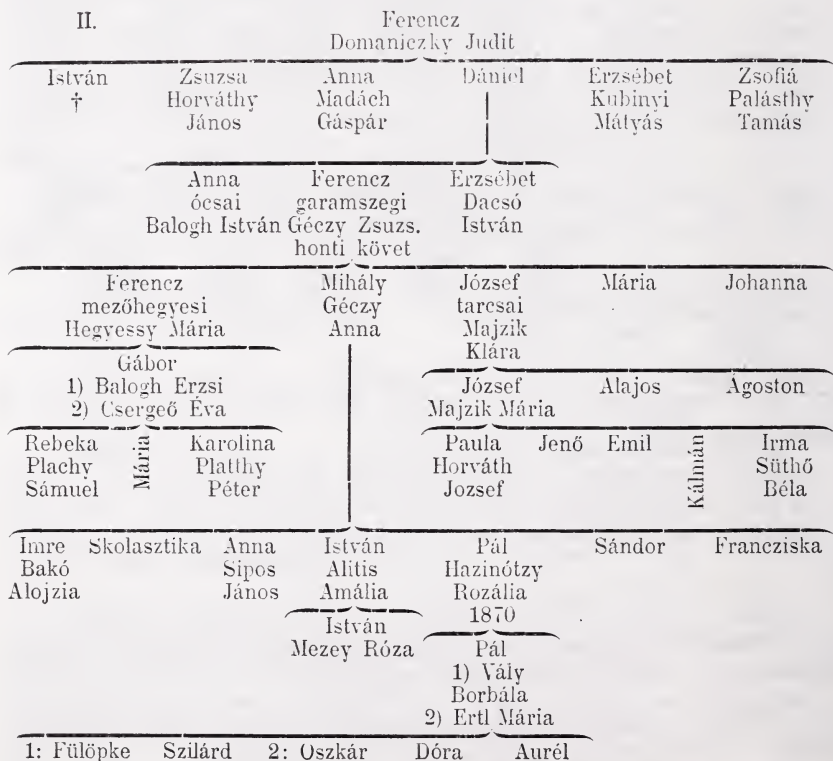 II. Ferencz
Domaniczky Judit
István Zsuzsa Anna Dániel Erzsébet Zsofiá
† Horváthy Madách Kubinyi Palásthy
János Gáspár Mátyás Tamás
Anna Ferencz Erzsébet
ócsai garamszegi Dacsó
Balogh István Géczy Zsuzs. István
honti követ
Ferencz Mihály József Mária Johanna
mezőhegyesi Géczy tarcsai
Hegyessy Mária Anna Majzik
Klára
Gábor
1) Balogh Erzsi József Alajos Ágoston
2) Csergeő Éva Majzik Mária
Rebeka Mária Karolina Paula Jenő Emil Kálmán Irma
Plachy Platthy Horváth Süthő
Sámuel Péter Jozsef Béla
Imre Skolasztika Anna István Pál Sándor Francziska
Bakó Sipos Alitis Hazinótzy
Alojzia János Amália Rozália
1870
István
Mezey Róza Pál
1) Vály
Borbála
2) Ertl Mária
1: Fülöpke Szilárd 2: Oszkár Dóra Aurél